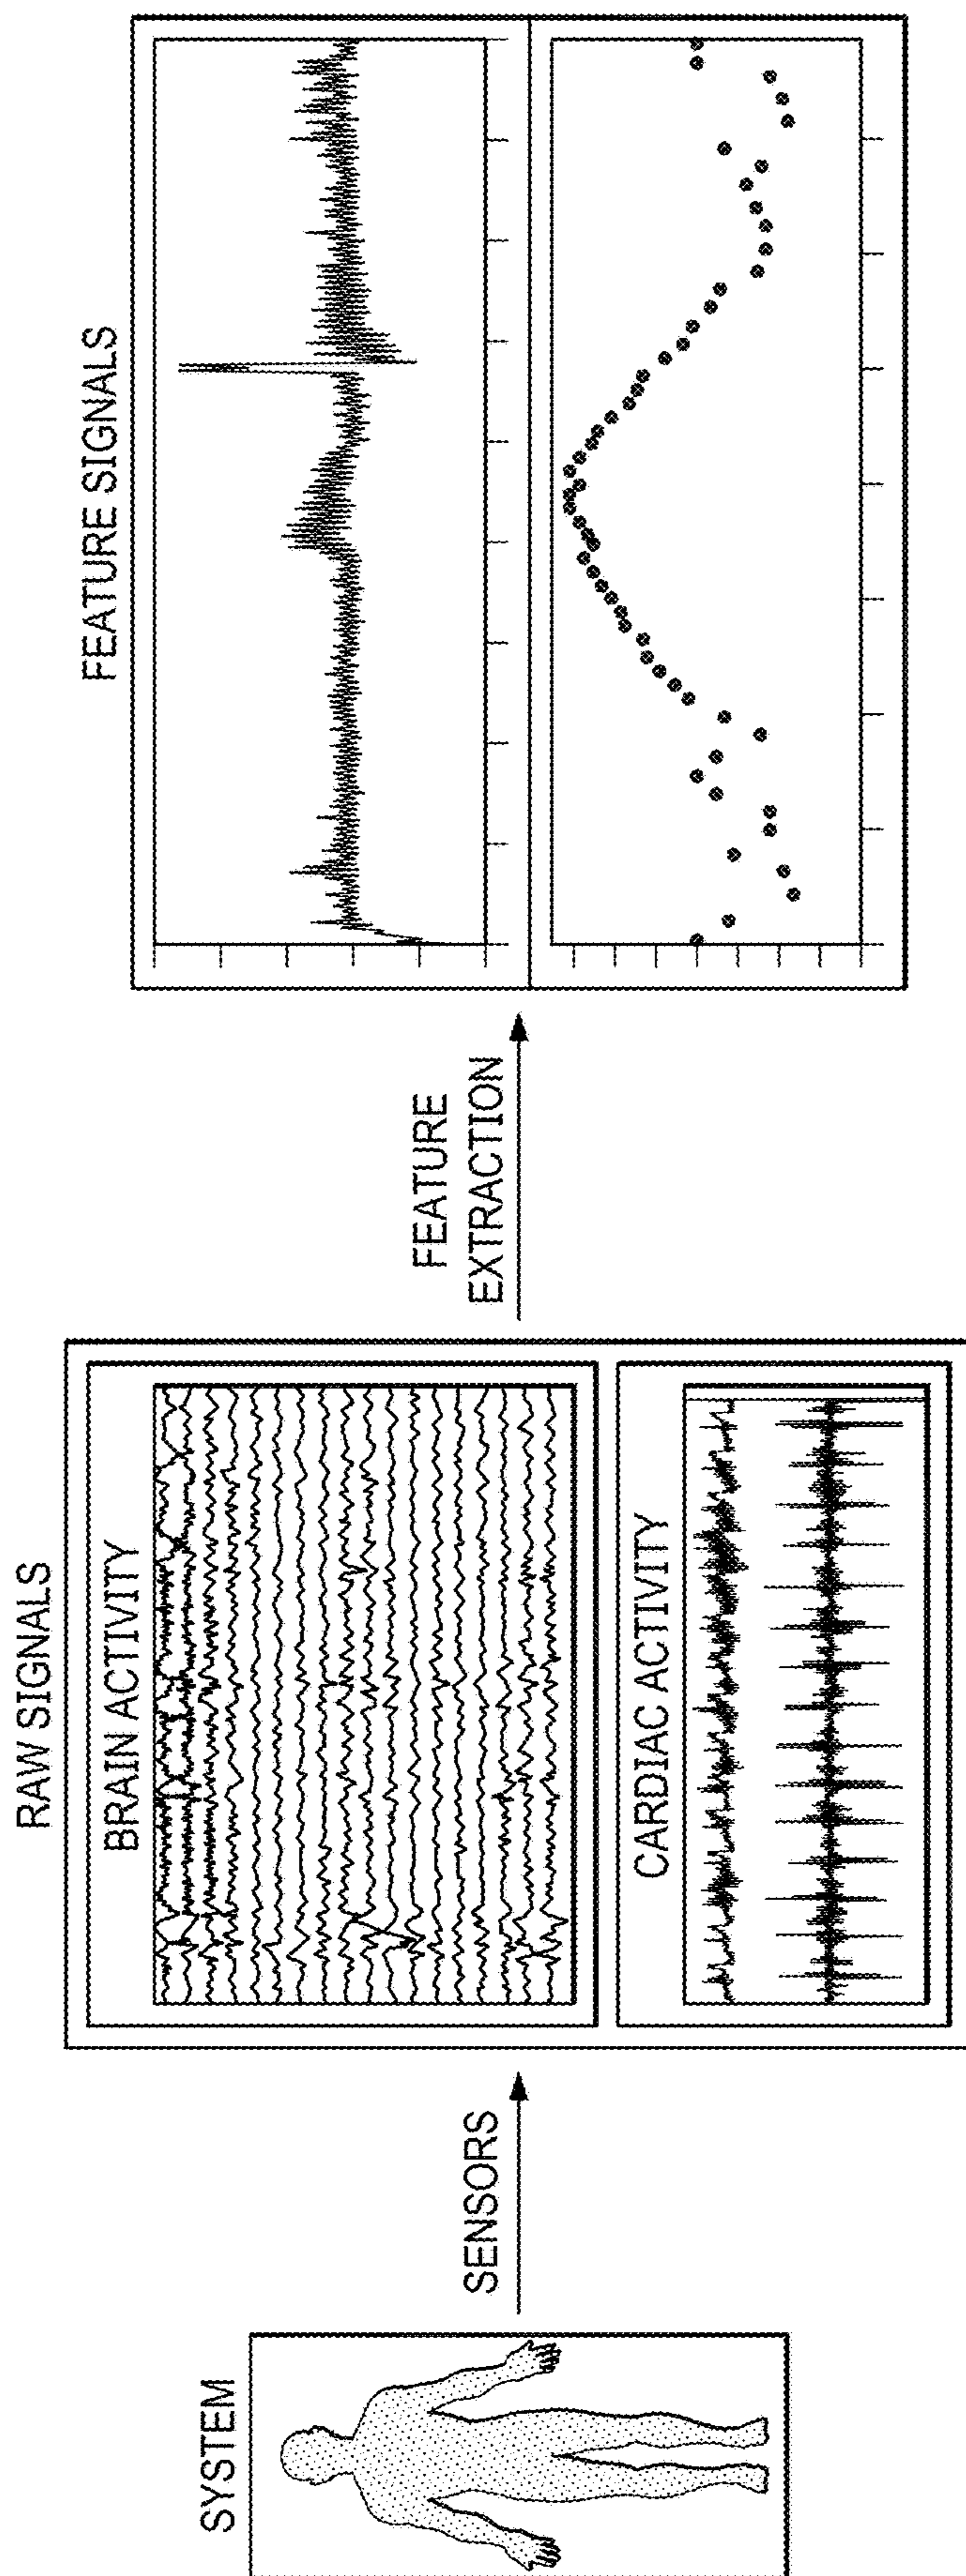 SYSTEM
SENSORS
RAW SIGNALS
BRAIN ACTIVITY
CARDIAC ACTIVITY
FEATURE
EXTRACTION
FEATURE SIGNALS